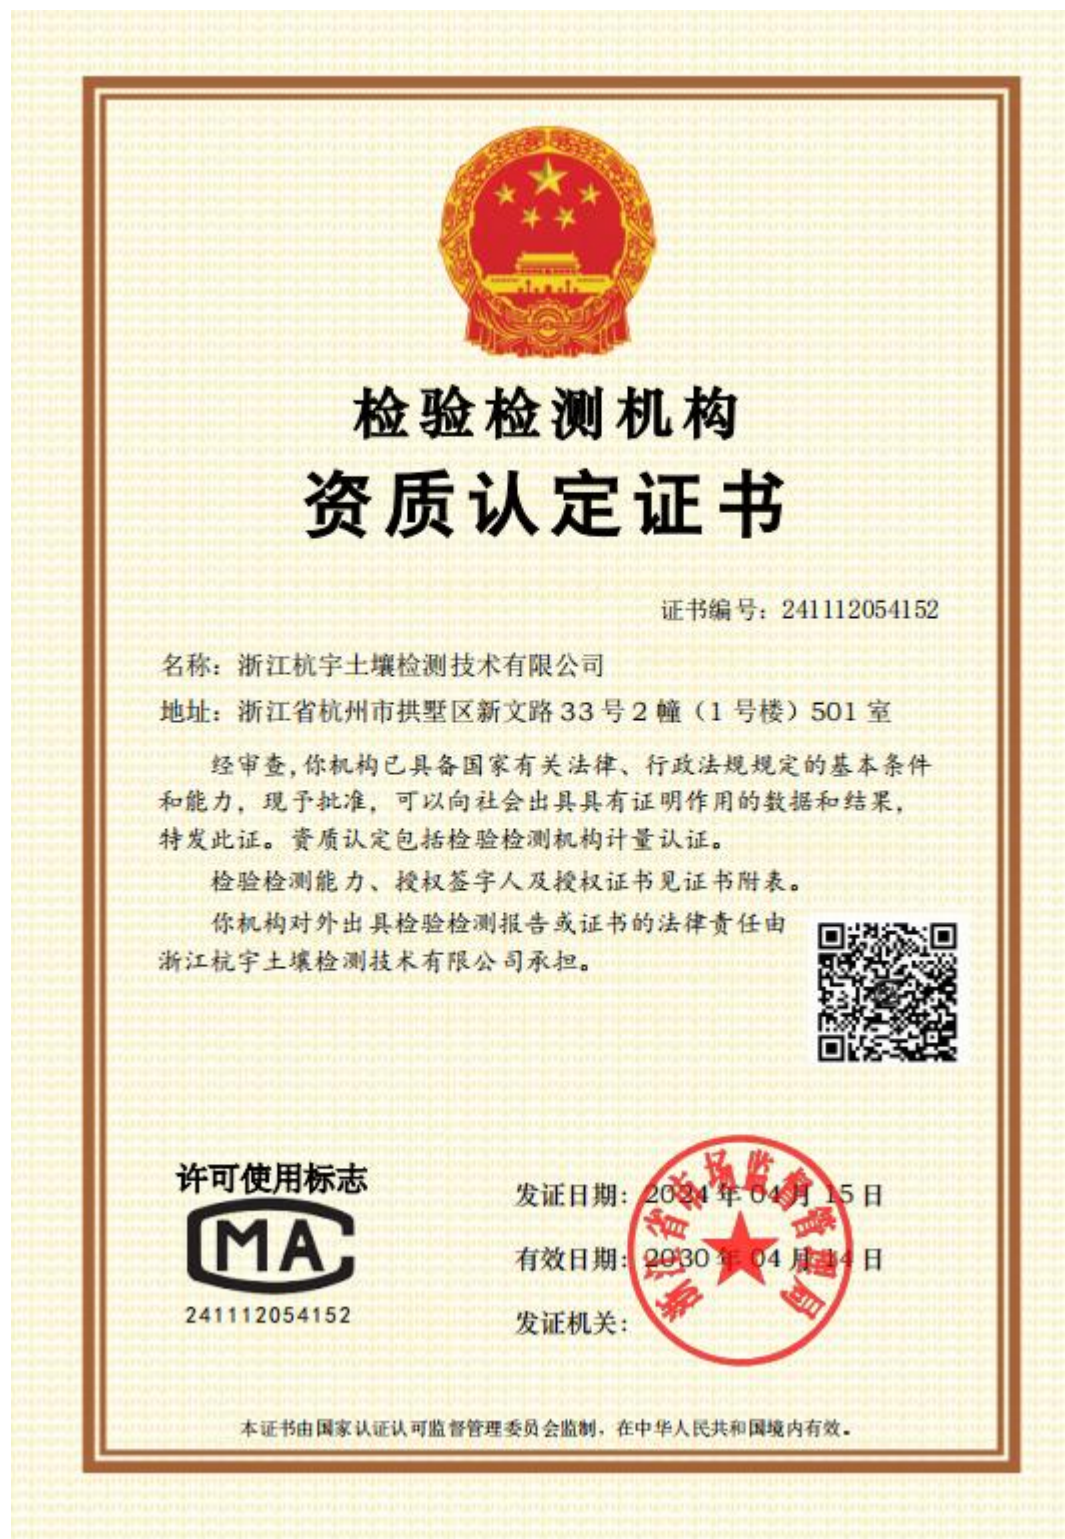 检验检测机构
资质认定证书
证书编号：241112054152
名称：浙江杭宇土壤检测技术有限公司
地址：浙江省杭州市拱墅区新文路33号2幢（1号楼）501室
经审查，你机构已具备国家有关法律、行政法规规定的基本条件
和能力，现予批准，可以向社会出具具有证明作用的数据和结果，
特发此证。资质认定包括检验检测机构计量认证。
检验检测能力、授权签字人及授权证书见证书附表。
你机构对外出具检验检测报告或证书的法律责任由
浙江杭宇土壤检测技术有限公司承担。
许可使用标志
MA
241112054152
发证日期：2024年04月15日
有效日期：2030年04月14日
发证机关：
浙江省市场监督管理局
本证书由国家认证认可监督管理委员会监制，在中华人民共和国境内有效。